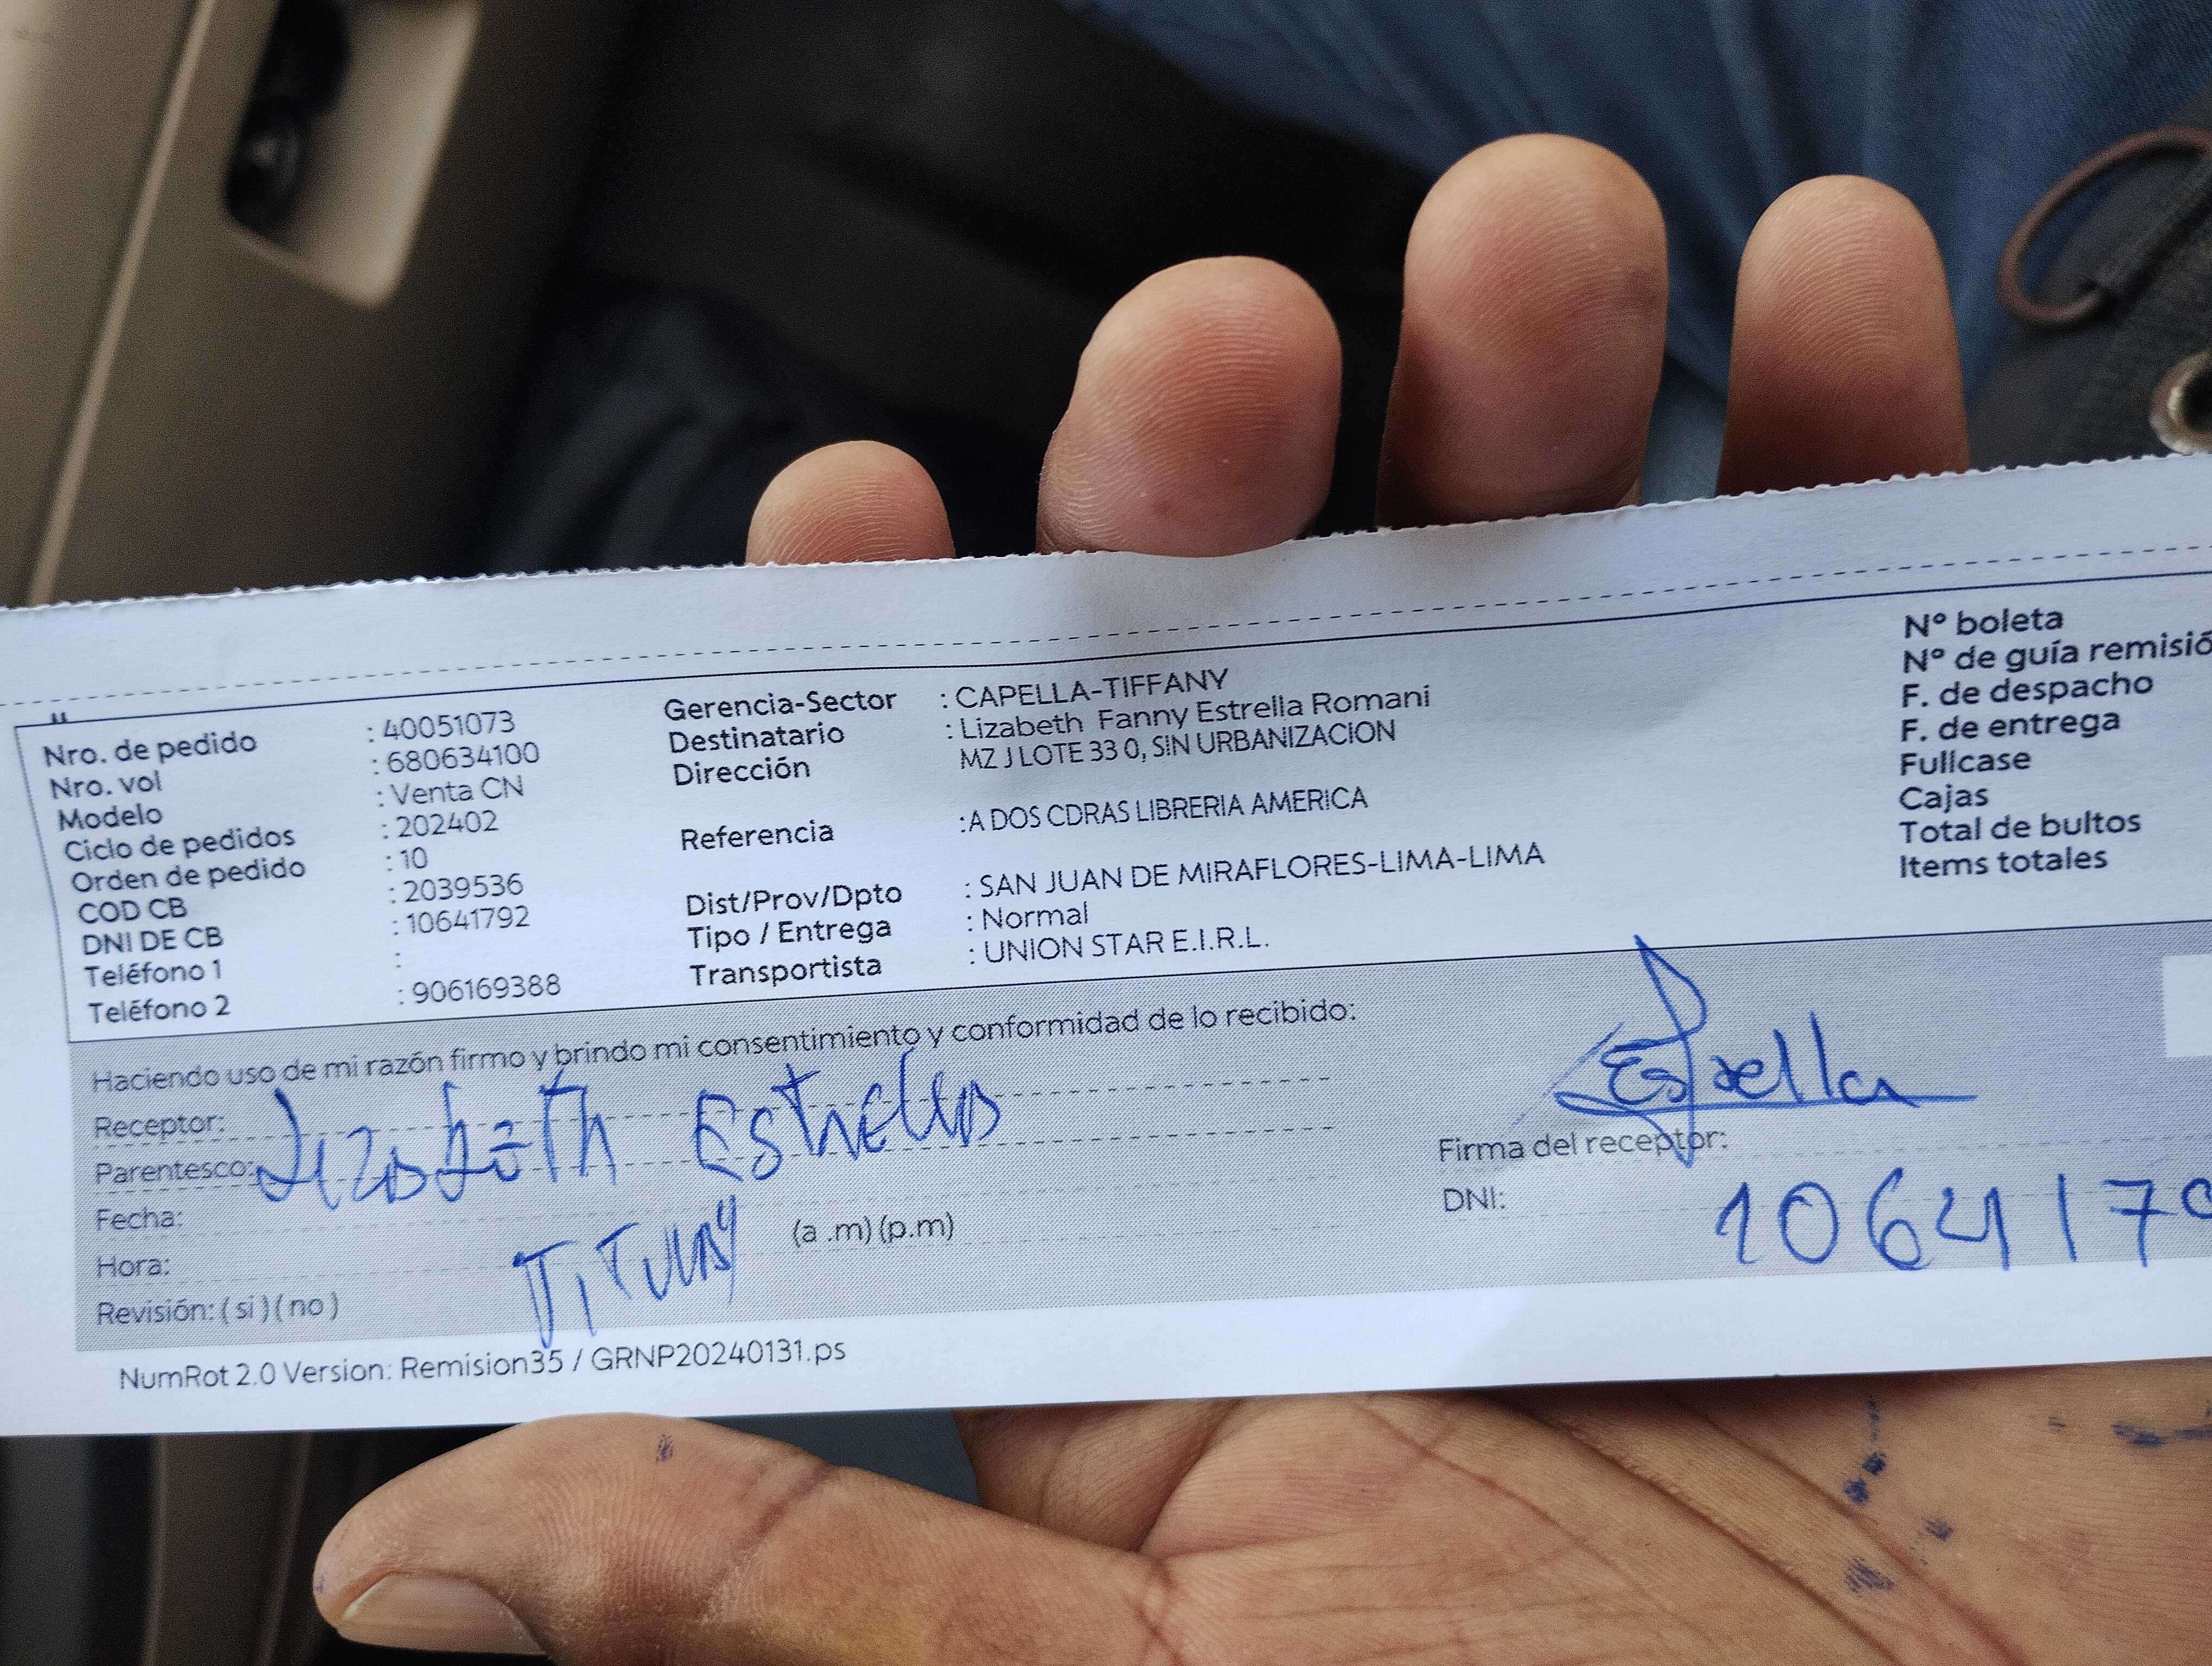 Nro. de pedido : 40051073
Nro. vol : 680634100
Modelo : Venta CN
Ciclo de pedidos : 202402
Orden de pedido : 10
COD CB : 2039536
DNI DE CB : 10641792
Teléfono 1 :
Teléfono 2 : 906169388
Gerencia-Sector : CAPELLA-TIFFANY
Destinatario : Lizabeth Fanny Estrella Romani
Dirección MZ J LOTE 33 0, SIN URBANIZACION
Referencia :A DOS CDRAS LIBRERIA AMERICA
Dist/Prov/Dpto : SAN JUAN DE MIRAFLORES-LIMA-LIMA
Tipo / Entrega : Normal
Transportista : UNION STAR E.I.R.L.
Nº boleta
Nº de guía remisió
F. de despacho
F. de entrega
Fullcase
Cajas
Total de bultos
Items totales
Haciendo uso de mi razón firmo y brindo mi consentimiento y conformidad de lo recibido:
Receptor: Lizabeth Estrella
Parentesco:
Fecha: Titular
Hora: (a .m) (p.m)
Revisión: ( si ) ( no )
Estrella
Firma del receptor:
DNI: 1064179
NumRot 2.0 Version: Remision35 / GRNP20240131.ps